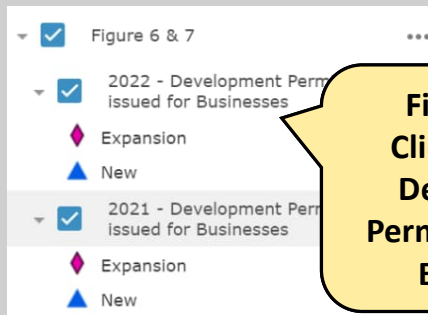 Figure 6 & 7
2022 - Development Perm
issued for Businesses
Expansion
New
2021 - Development Perr
issued for Businesses
Expansion
New
Fi
Cli
De
Perm
B